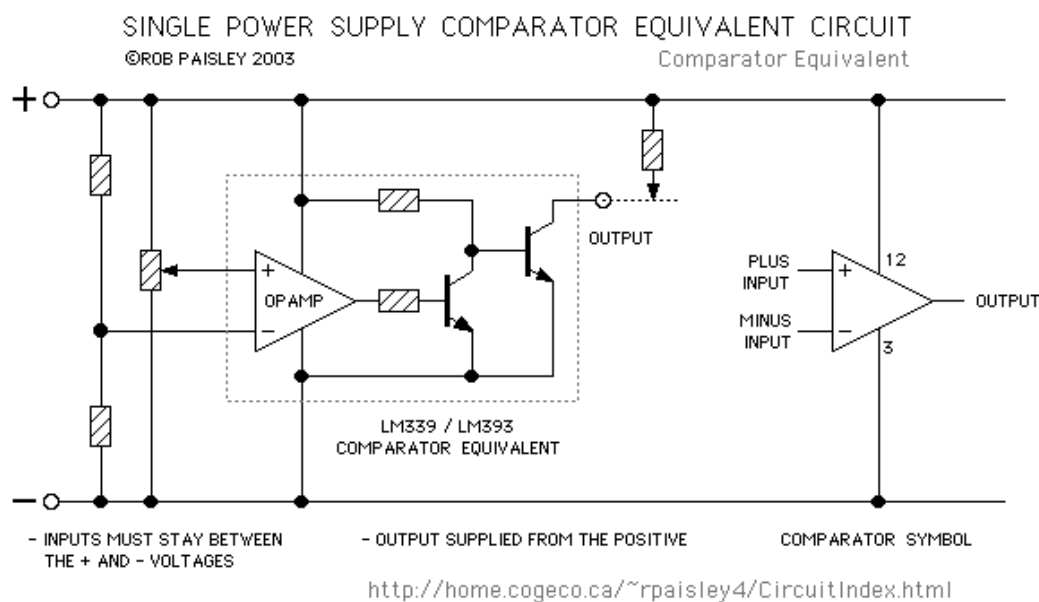 SINGLE POWER SUPPLY COMPARATOR EQUIVALENT CIRCUIT
©ROB PAISLEY 2003
Comparator Equivalent
+
OUTPUT
+
OPAMP
−
PLUS
INPUT
+
12
OUTPUT
MINUS
INPUT
−
3
LM339 / LM393
COMPARATOR EQUIVALENT
−
- INPUTS MUST STAY BETWEEN
THE + AND - VOLTAGES
- OUTPUT SUPPLIED FROM THE POSITIVE
COMPARATOR SYMBOL
http://home.cogeco.ca/~rpaisley4/CircuitIndex.html